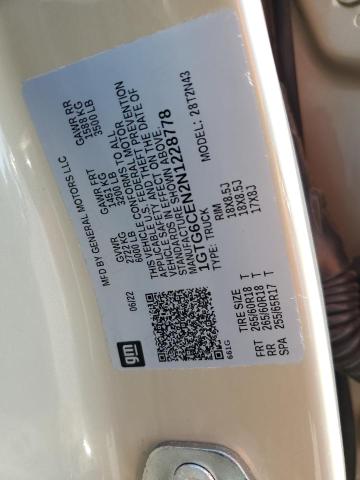 MFD BY GENERAL MOTORS LLC
06/22
GVWR GAWR FRT GAWR RR
2722 KG 1451 KG 1588 KG
6000 LB 3200 LB 3500 LB
THIS VEHICLE CONFORMS TO ALL APPLICABLE
U.S. FEDERAL MOTOR VEHICLE SAFETY, BUMPER, AND THEFT PREVENTION
STANDARDS IN EFFECT ON THE DATE OF
MANUFACTURE SHOWN ABOVE.
1GTG6CEN2N1228778
TYPE: TRUCK MODEL: 28T2N43
gm
661G
TIRE SIZE RIM
FRT 265/60R18 T 18X8.5J
RR 265/60R18 T 18X8.5J
SPA 255/65R17 T 17X8J